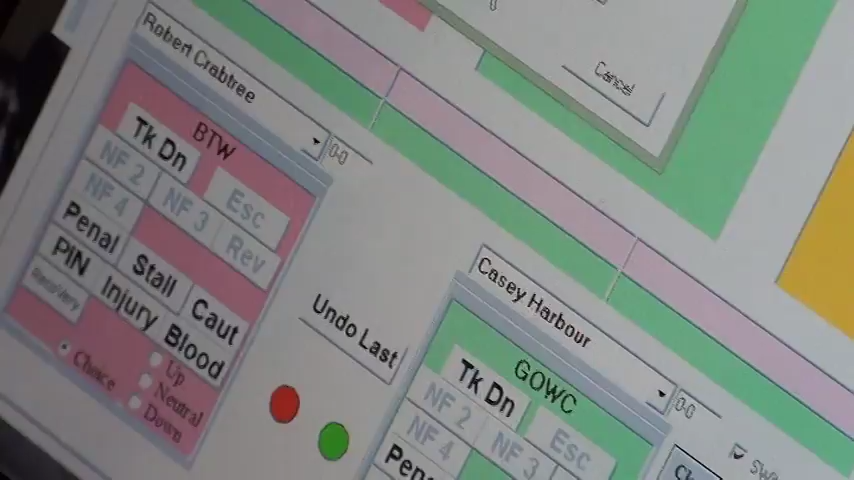 Cancel
Robert Crabtree
0-0
BTW
Tk Dn
NF 2
Esc
NF 4
NF 3
Rev
Penal
Stall
Caut
PIN
Injury
Blood
Recovery
Choice
Up
Neutral
Down
Undo Last
Casey Harbour
0-0
GOWC
Tk Dn
NF 2
Esc
NF 4
NF 3
Pena